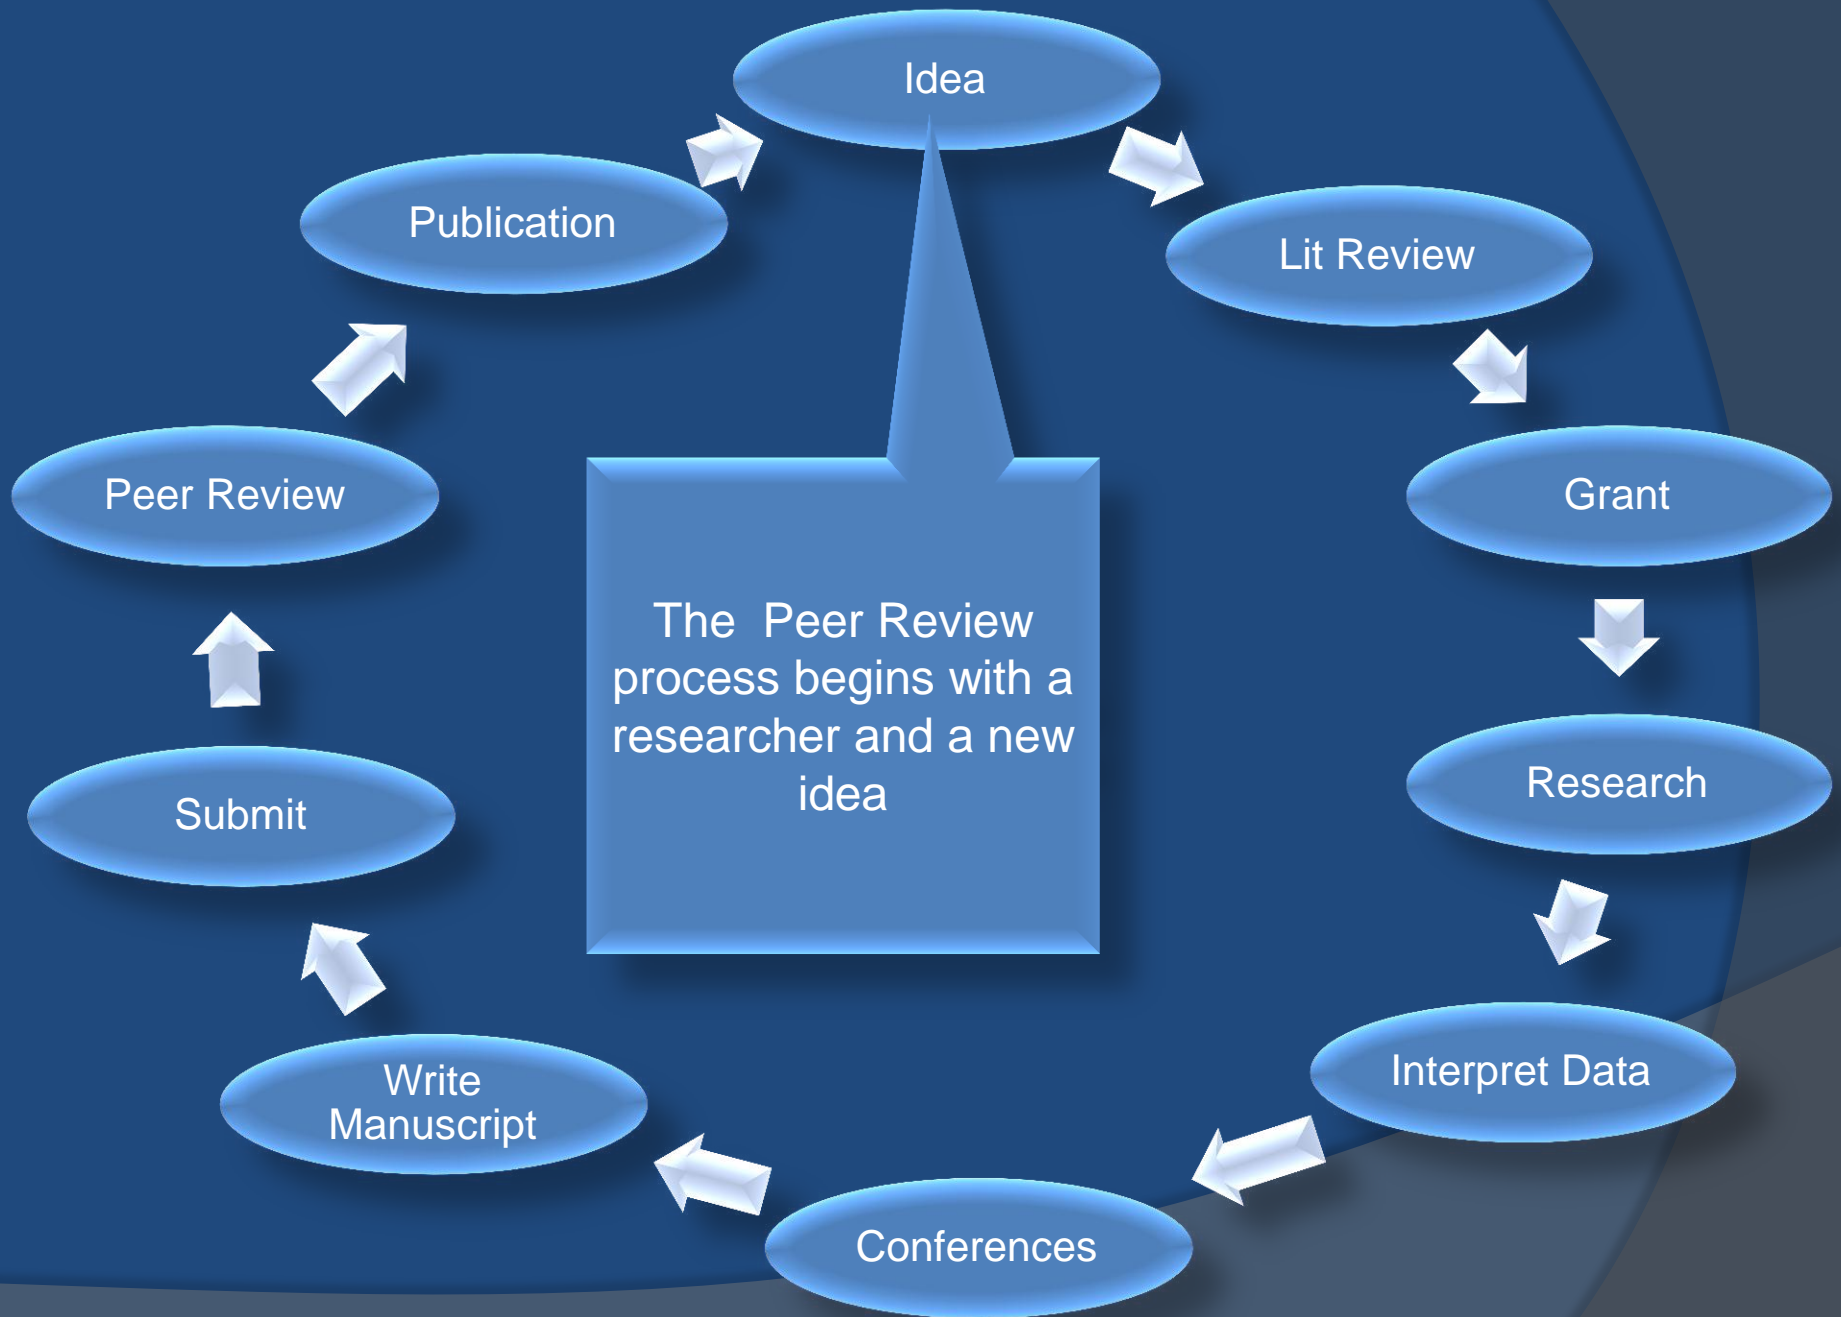 Idea
Lit Review
Grant
Research
Interpret Data
Conferences
Write
Manuscript
Submit
Peer Review
Publication
The  Peer Review
process begins with a
researcher and a new
idea